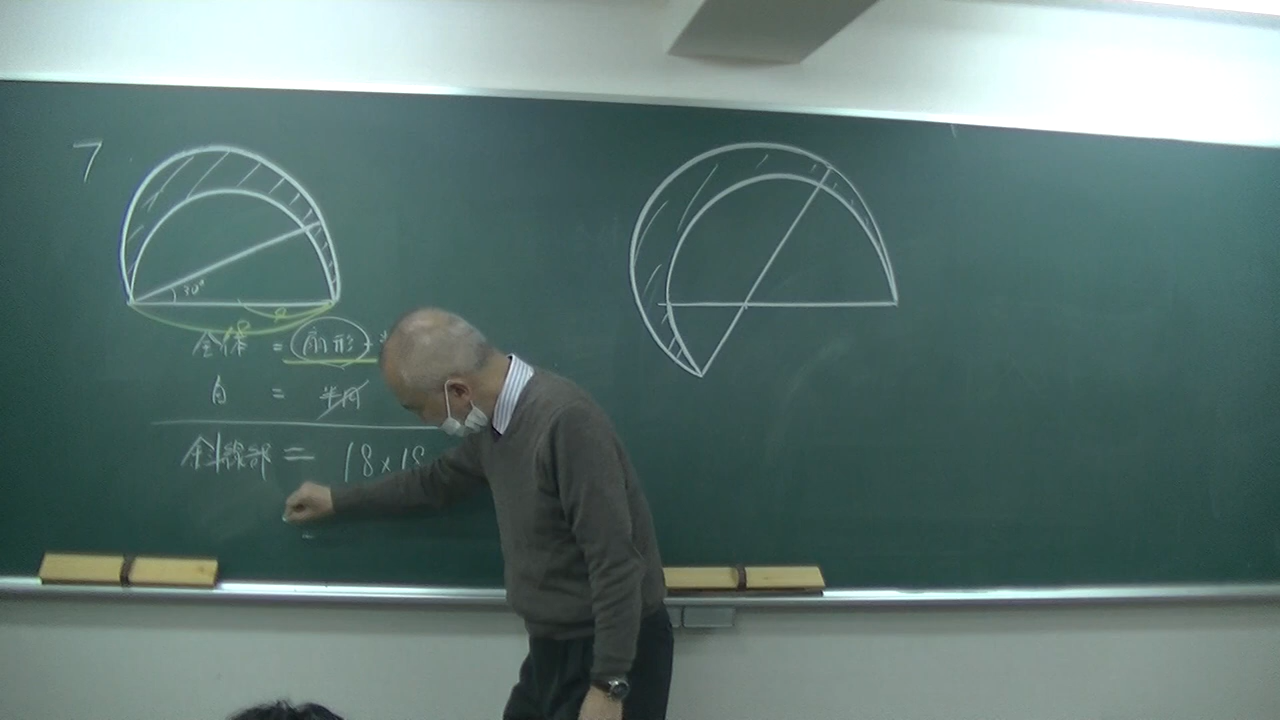 7
30°
全体 = 扇形 +
白 = 半円
斜線部 = 18×18